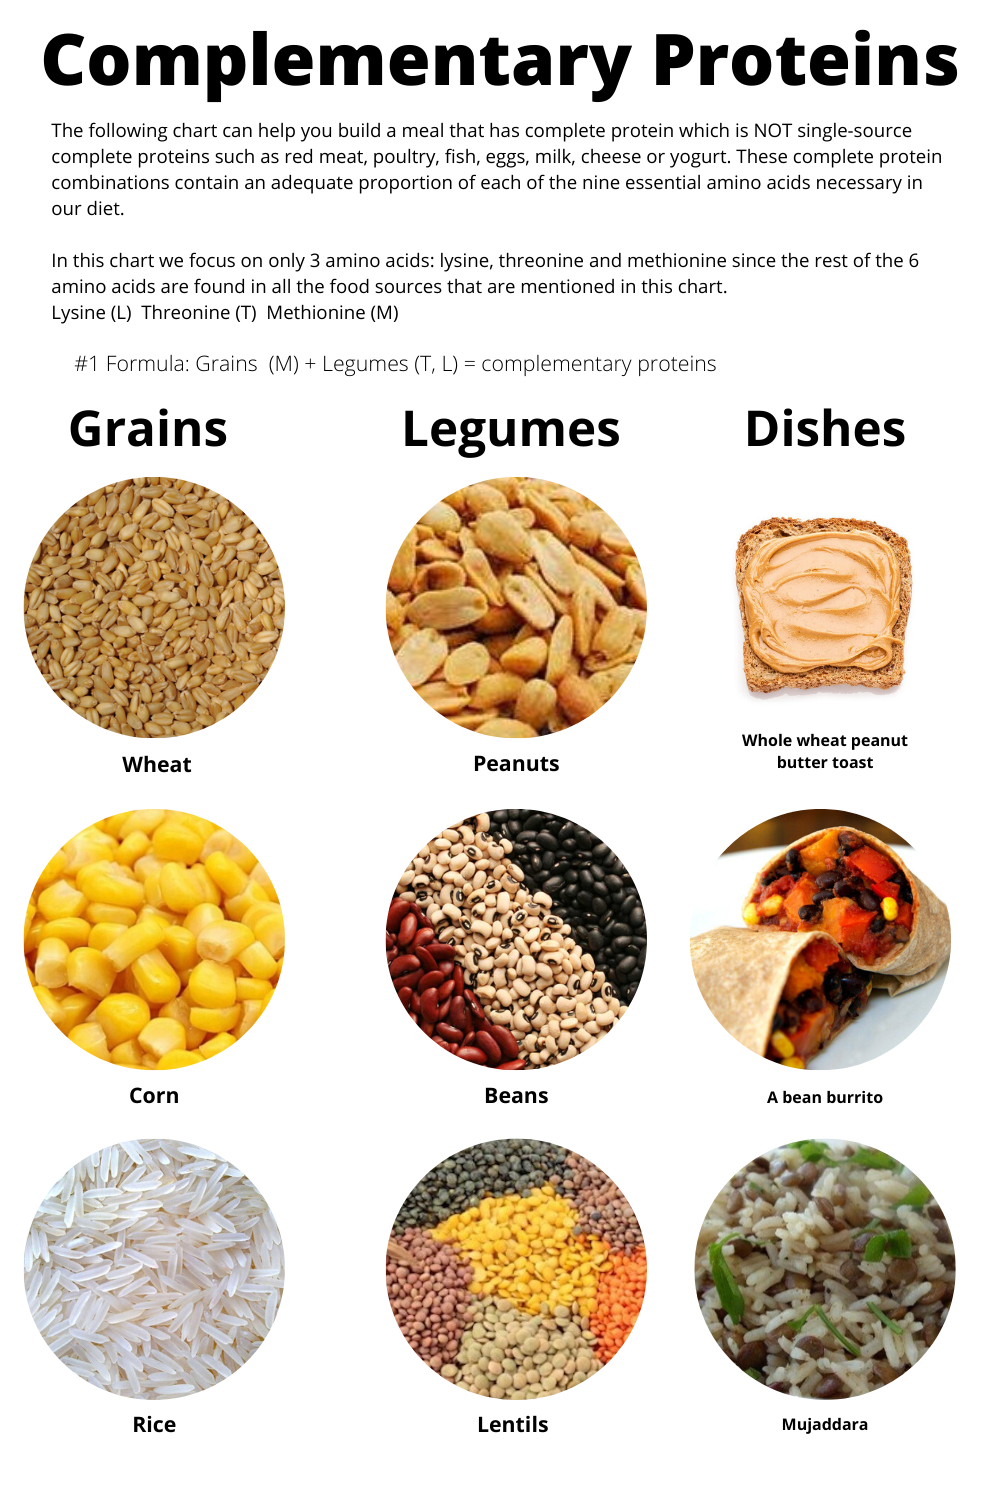 Complementary Proteins
The following chart can help you build a meal that has complete protein which is NOT single-source
complete proteins such as red meat, poultry, fish, eggs, milk, cheese or yogurt. These complete protein
combinations contain an adequate proportion of each of the nine essential amino acids necessary in
our diet.
In this chart we focus on only 3 amino acids: lysine, threonine and methionine since the rest of the 6
amino acids are found in all the food sources that are mentioned in this chart.
Lysine (L)  Threonine (T)  Methionine (M)
#1 Formula: Grains  (M) + Legumes (T, L) = complementary proteins
Grains
Legumes
Dishes
Wheat
Peanuts
Whole wheat peanut
butter toast
Corn
Beans
A bean burrito
Rice
Lentils
Mujaddara